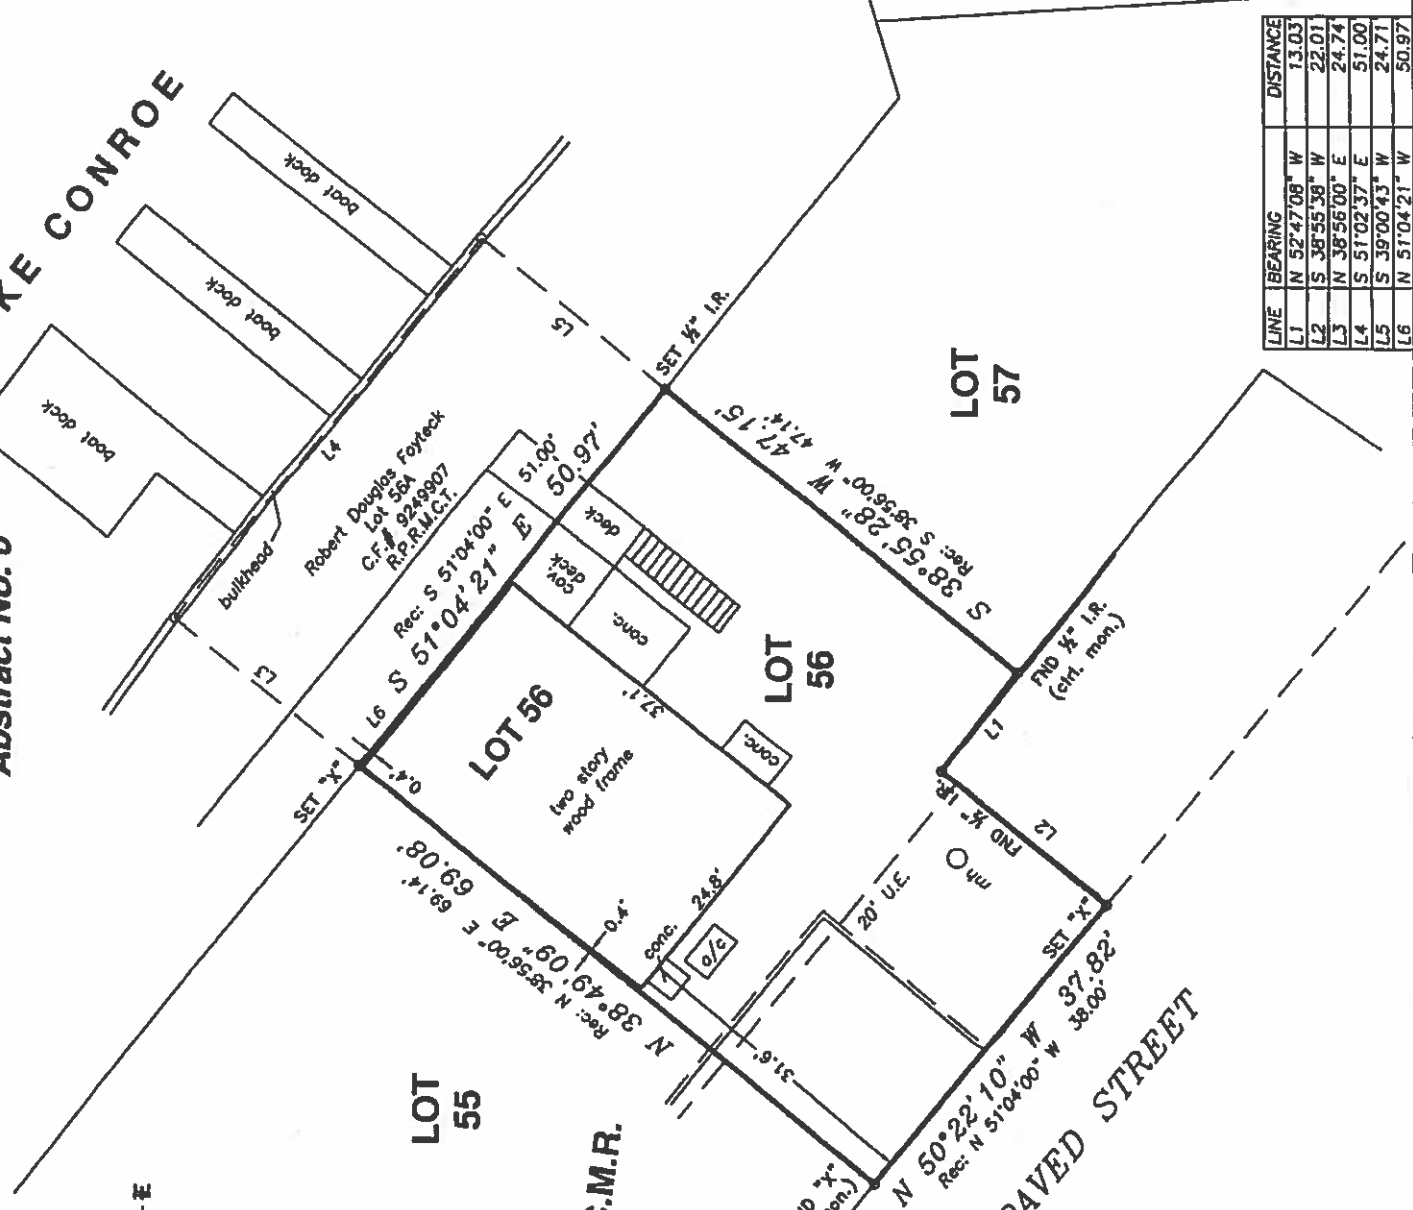 KE CONROE
boat dock
boat dock
boat dock
Abstract No. 6
L4
L5
L3
bulkhead
Robert Douglas Foyteck
Lot 56A
C.F.# 9249907
R.P.R.M.C.T.
Rec: S 51°04'00" E 51.00'
S 51°04'21" E 50.97'
L6
SET "X"
SET ½" I.R.
0.4'
LOT 56
two story
wood frame
cov.
deck
deck
conc.
37.1'
conc.
LOT
56
LOT
57
S 38°55'28" W 47.15'
Rec: S 38°56'00" W 47.14'
FND ½" I.R.
(ctrl. mon.)
L1
FND ½" I.R.
L2
mh
20' U.E.
SET "X"
N 38°49'09" E 69.08'
Rec: N 38°56'00" E 69.14'
0.4'
24.8'
conc.
a/c
31.6'
LOT
55
N 50°22'10" W 37.82'
Rec: N 51°04'00" W 38.00'
PAVED STREET
ND "X"
mon.)
.M.R.
LINE BEARING DISTANCE
L1 N 52°47'08" W 13.03
L2 S 38°55'38" W 22.01
L3 N 38°56'00" E 24.74
L4 S 51°02'37" E 51.00
L5 S 39°00'43" W 24.71
L6 N 51°04'21" W 50.97